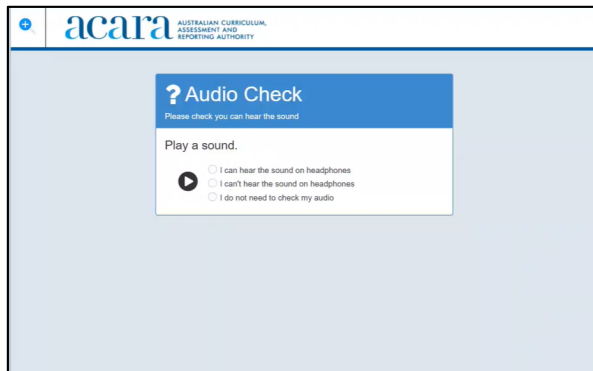 acara
AUSTRALIAN CURRICULUM,
ASSESSMENT AND
REPORTING AUTHORITY
? Audio Check
Please check you can hear the sound
Play a sound.
I can hear the sound on headphones
I can't hear the sound on headphones
I do not need to check my audio